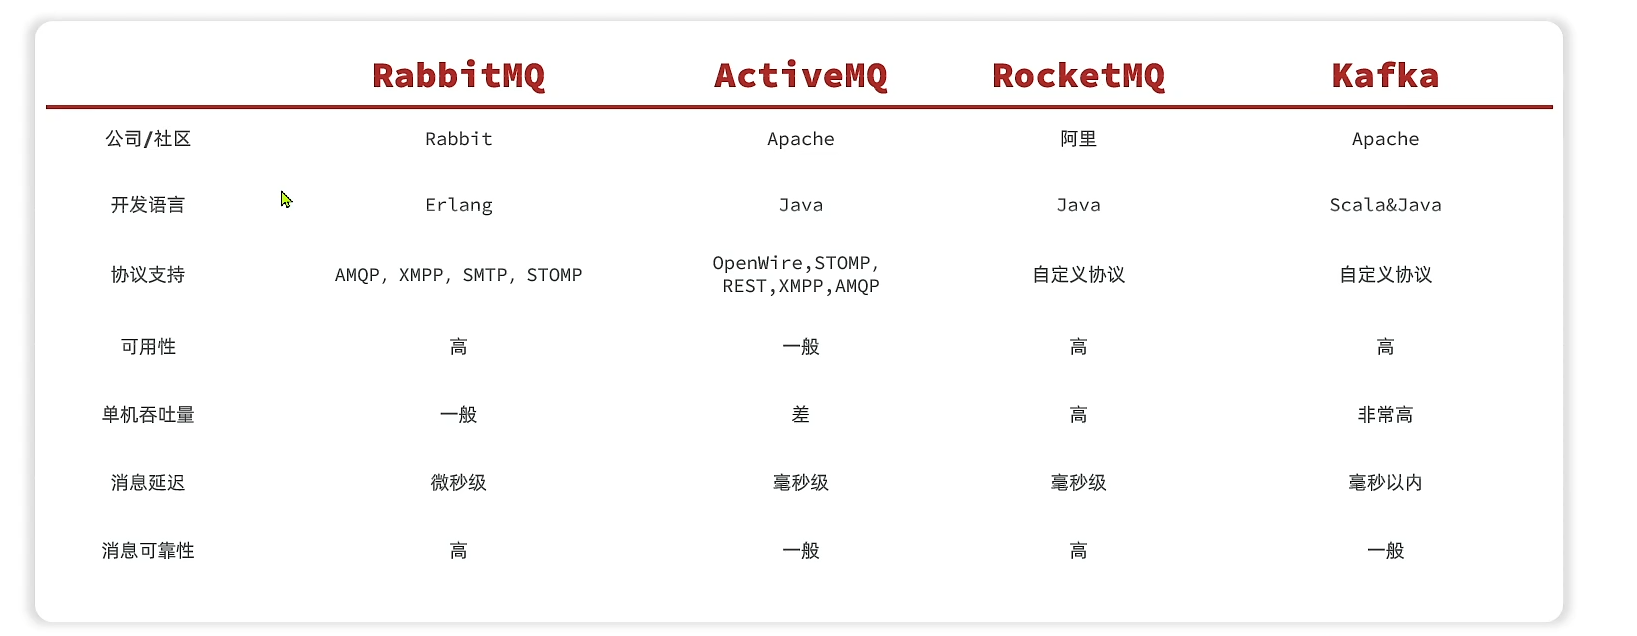 RabbitMQ ActiveMQ RocketMQ Kafka
公司/社区 Rabbit Apache 阿里 Apache
开发语言 Erlang Java Java Scala&Java
协议支持 AMQP, XMPP, SMTP, STOMP OpenWire,STOMP, 自定义协议 自定义协议
REST,XMPP,AMQP
可用性 高 一般 高 高
单机吞吐量 一般 差 高 非常高
消息延迟 微秒级 毫秒级 毫秒级 毫秒以内
消息可靠性 高 一般 高 一般